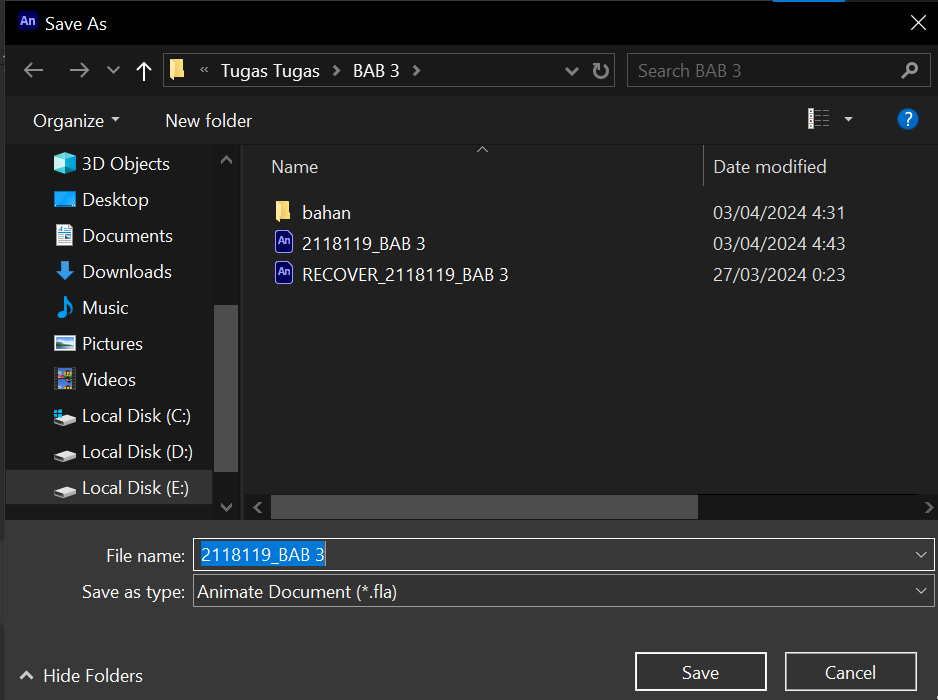 An Save As
« Tugas Tugas > BAB 3 > Search BAB 3
Organize New folder ?
Name Date modified
3D Objects
Desktop
Documents
Downloads
Music
Pictures
Videos
Local Disk (C:)
Local Disk (D:)
Local Disk (E:)
bahan 03/04/2024 4:31
An 2118119_BAB 3 03/04/2024 4:43
An RECOVER_2118119_BAB 3 27/03/2024 0:23
File name: 2118119_BAB 3
Save as type: Animate Document (*.fla)
Hide Folders Save Cancel